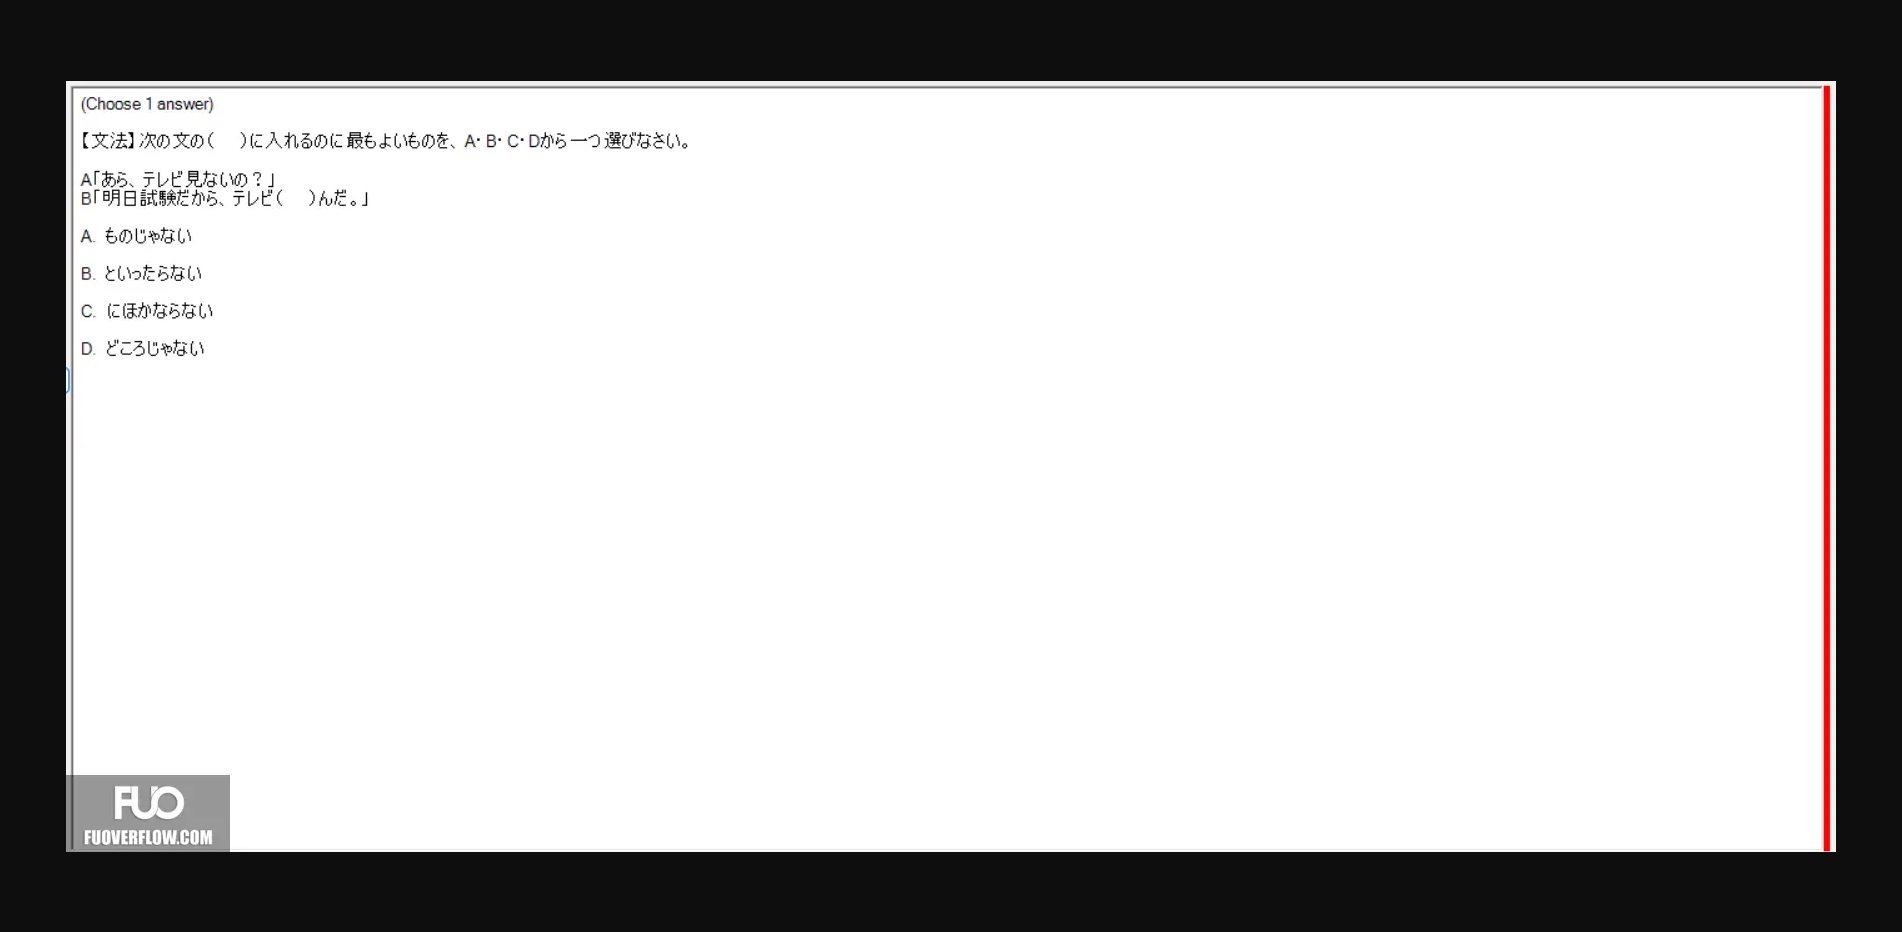 (Choose 1 answer)
【文法】次の文の(　)に入れるのに最もよいものを、A・B・C・Dから一つ選びなさい。
A「あら、テレビ見ないの？」
B「明日試験だから、テレビ(　)んだ。」
A. ものじゃない
B. といったらない
C. にほかならない
D. どころじゃない
FUO
FUOVERFLOW.COM